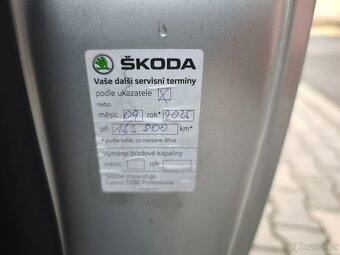 ŠKODA
Vaše další servisní termíny
podle ukazatele X
nebo
měsíc 09 rok* 2025
při 155 900 km*
* podle toho, co nastane dříve
výměna brzdové kapaliny
měsíc rok
ŠKODA doporučuje
Castrol EDGE Professional